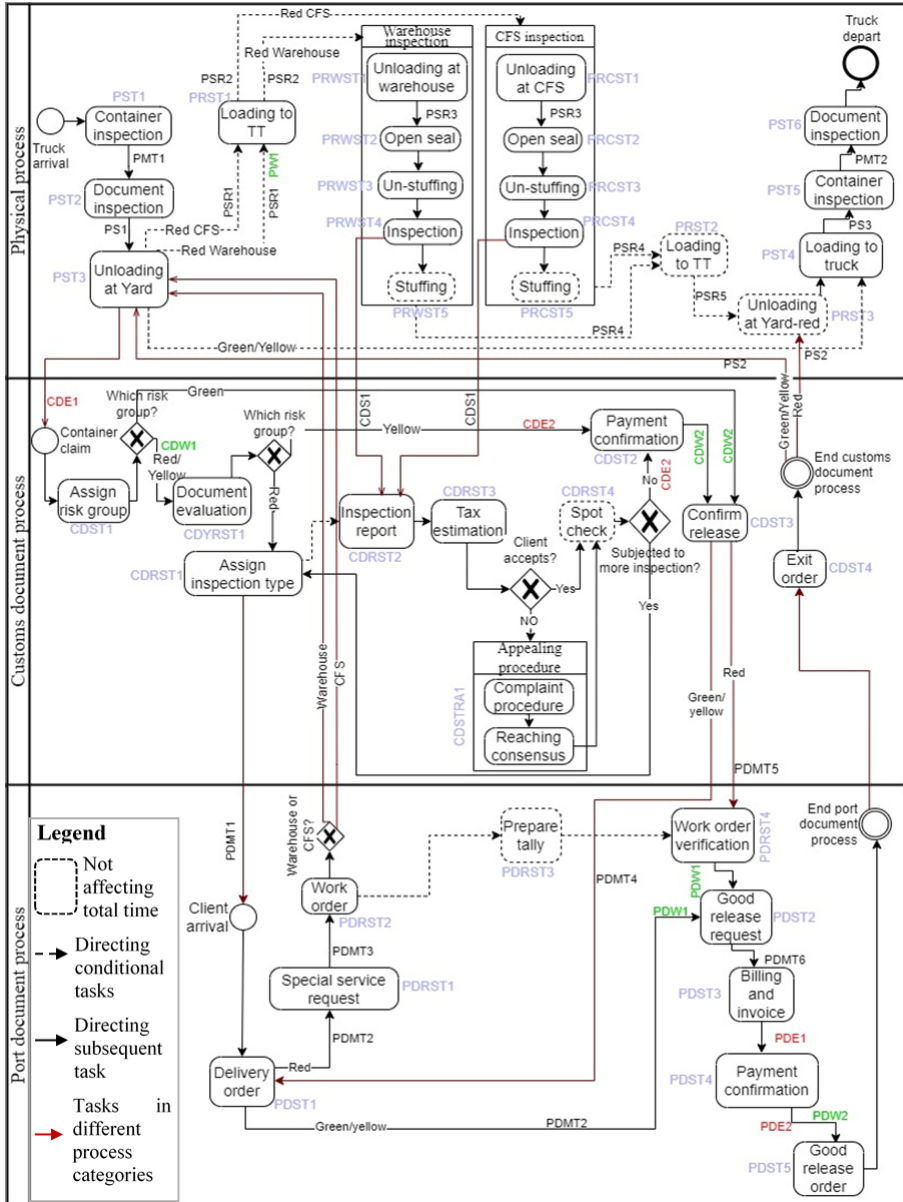 Physical process
Truck arrival
PST1
Container
inspection
PMT1
PST2
Document
inspection
PS1
PST3
Unloading
at Yard
Red CFS
Red Warehouse
PSR1
PSR1
PW1
PRST1
Loading
to TT
PSR2
PSR2
Red Warehouse
Red CFS
Warehouse
inspection
PRWST1
Unloading at
warehouse
PSR3
PRWST2
Open seal
PRWST3
Un-stuffing
PRWST4
Inspection
Stuffing
PRWST5
CFS inspection
Unloading
at CFS
PRCST1
PSR3
Open seal
PRCST2
Un-stuffing
PRCST3
Inspection
PRCST4
Stuffing
PRCST5
PSR4
PSR4
PRST2
Loading
to TT
PSR5
Unloading
at Yard-red
PRST3
PST4
Loading to
truck
PS3
PST5
Container
inspection
PMT2
PST6
Document
inspection
Truck
depart
Green/Yellow
PS2
PS2
Customs document process
CDE1
Container
claim
Assign
risk group
CDST1
Which risk
group?
Green
CDW1
Red/
Yellow
Document
evaluation
CDYRST1
Which risk
group?
Yellow
CDE2
Red
CDRST1
Assign
inspection type
CDS1
CDS1
Inspection
report
CDRST2
CDRST3
Tax
estimation
Client
accepts?
Yes
NO
CDRST4
Spot
check
Subjected to
more inspection?
No
CDE2
Yes
Payment
confirmation
CDST2
CDW2
CDW2
Confirm
release
CDST3
Appealing
procedure
Complaint
procedure
Reaching
consensus
CDSTRA1
Green/Yellow
Red
End customs
document
process
Exit
order
CDST4
Warehouse
CFS
Green/
yellow
Red
PDMT5
Port document process
PDMT1
Client
arrival
Delivery
order
PDST1
Red
PDMT2
Special service
request
PDRST1
PDMT3
Work
order
PDRST2
Warehouse or
CFS?
Prepare
tally
PDRST3
PDMT4
Work order
verification
PDRST4
PDW1
PDW1
Good
release
request
PDST2
PDMT6
PDST3
Billing
and
invoice
PDE1
PDST4
Payment
confirmation
PDE2
PDW2
PDST5
Good
release
order
End port
document
process
Green/yellow
PDMT2
Legend
Not
affecting
total time
Directing
conditional
tasks
Directing
subsequent
task
Tasks in
different
process
categories